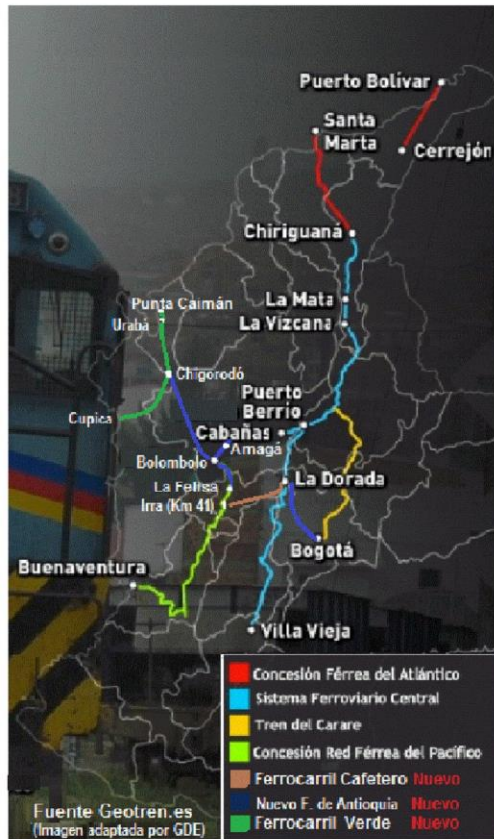 Puerto Bolívar
Santa
Marta
Cerrejón
Chiriguaná
La Mata
La Vizcana
Punta Caimán
Urabá
Chigorodó
Cupica
Puerto
Berrío
Cabañas
Amagá
Bolombolo
La Felisa
La Dorada
Irra (Km 41)
Bogotá
Buenaventura
Villa Vieja
Concesión Férrea del Atlántico
Sistema Ferroviario Central
Tren del Carare
Concesión Red Férrea del Pacífico
Ferrocarril Cafetero Nuevo
Nuevo F. de Antioquia Nuevo
Ferrocarril Verde Nuevo
Fuente Geotren.es
(Imagen adaptada por GDE)